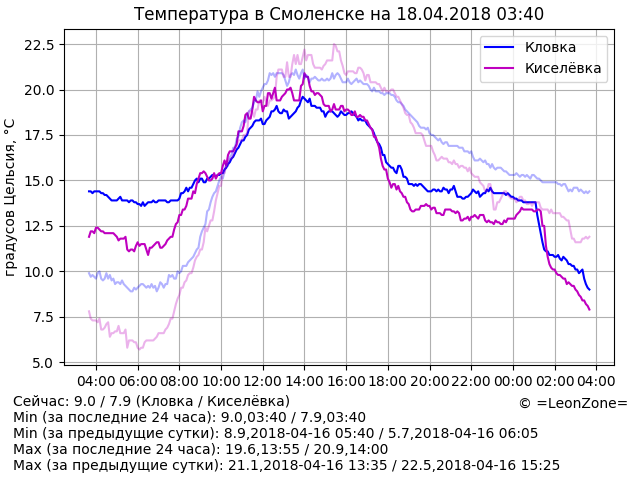 Температура в Смоленске на 18.04.2018 03:40
градусов Цельсия, °C
22.5
20.0
17.5
15.0
12.5
10.0
7.5
5.0
Кловка
Киселёвка
04:00 06:00 08:00 10:00 12:00 14:00 16:00 18:00 20:00 22:00 00:00 02:00 04:00
Сейчас: 9.0 / 7.9 (Кловка / Киселёвка)
© =LeonZone=
Min (за последние 24 часа): 9.0,03:40 / 7.9,03:40
Min (за предыдущие сутки): 8.9,2018-04-16 05:40 / 5.7,2018-04-16 06:05
Max (за последние 24 часа): 19.6,13:55 / 20.9,14:00
Max (за предыдущие сутки): 21.1,2018-04-16 13:35 / 22.5,2018-04-16 15:25